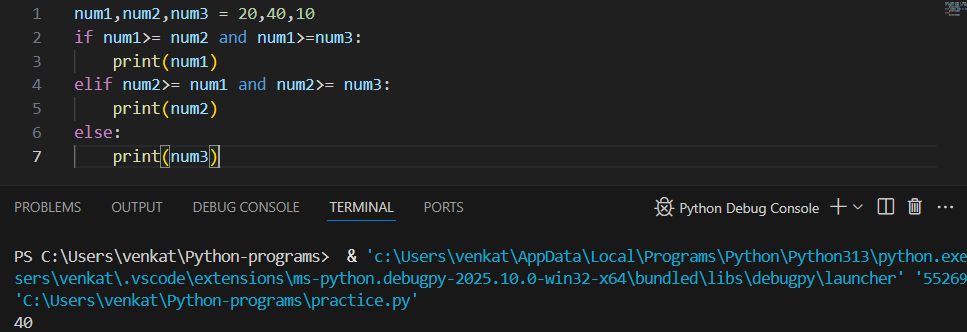 1 num1,num2,num3 = 20,40,10
2 if num1>= num2 and num1>=num3:
3     print(num1)
4 elif num2>= num1 and num2>= num3:
5     print(num2)
6 else:
7     print(num3)
PROBLEMS OUTPUT DEBUG CONSOLE TERMINAL PORTS Python Debug Console
PS C:\Users\venkat\Python-programs>  & 'c:\Users\venkat\AppData\Local\Programs\Python\Python313\python.exe
sers\venkat\.vscode\extensions\ms-python.debugpy-2025.10.0-win32-x64\bundled\libs\debugpy\launcher' '55269
'C:\Users\venkat\Python-programs\practice.py'
40